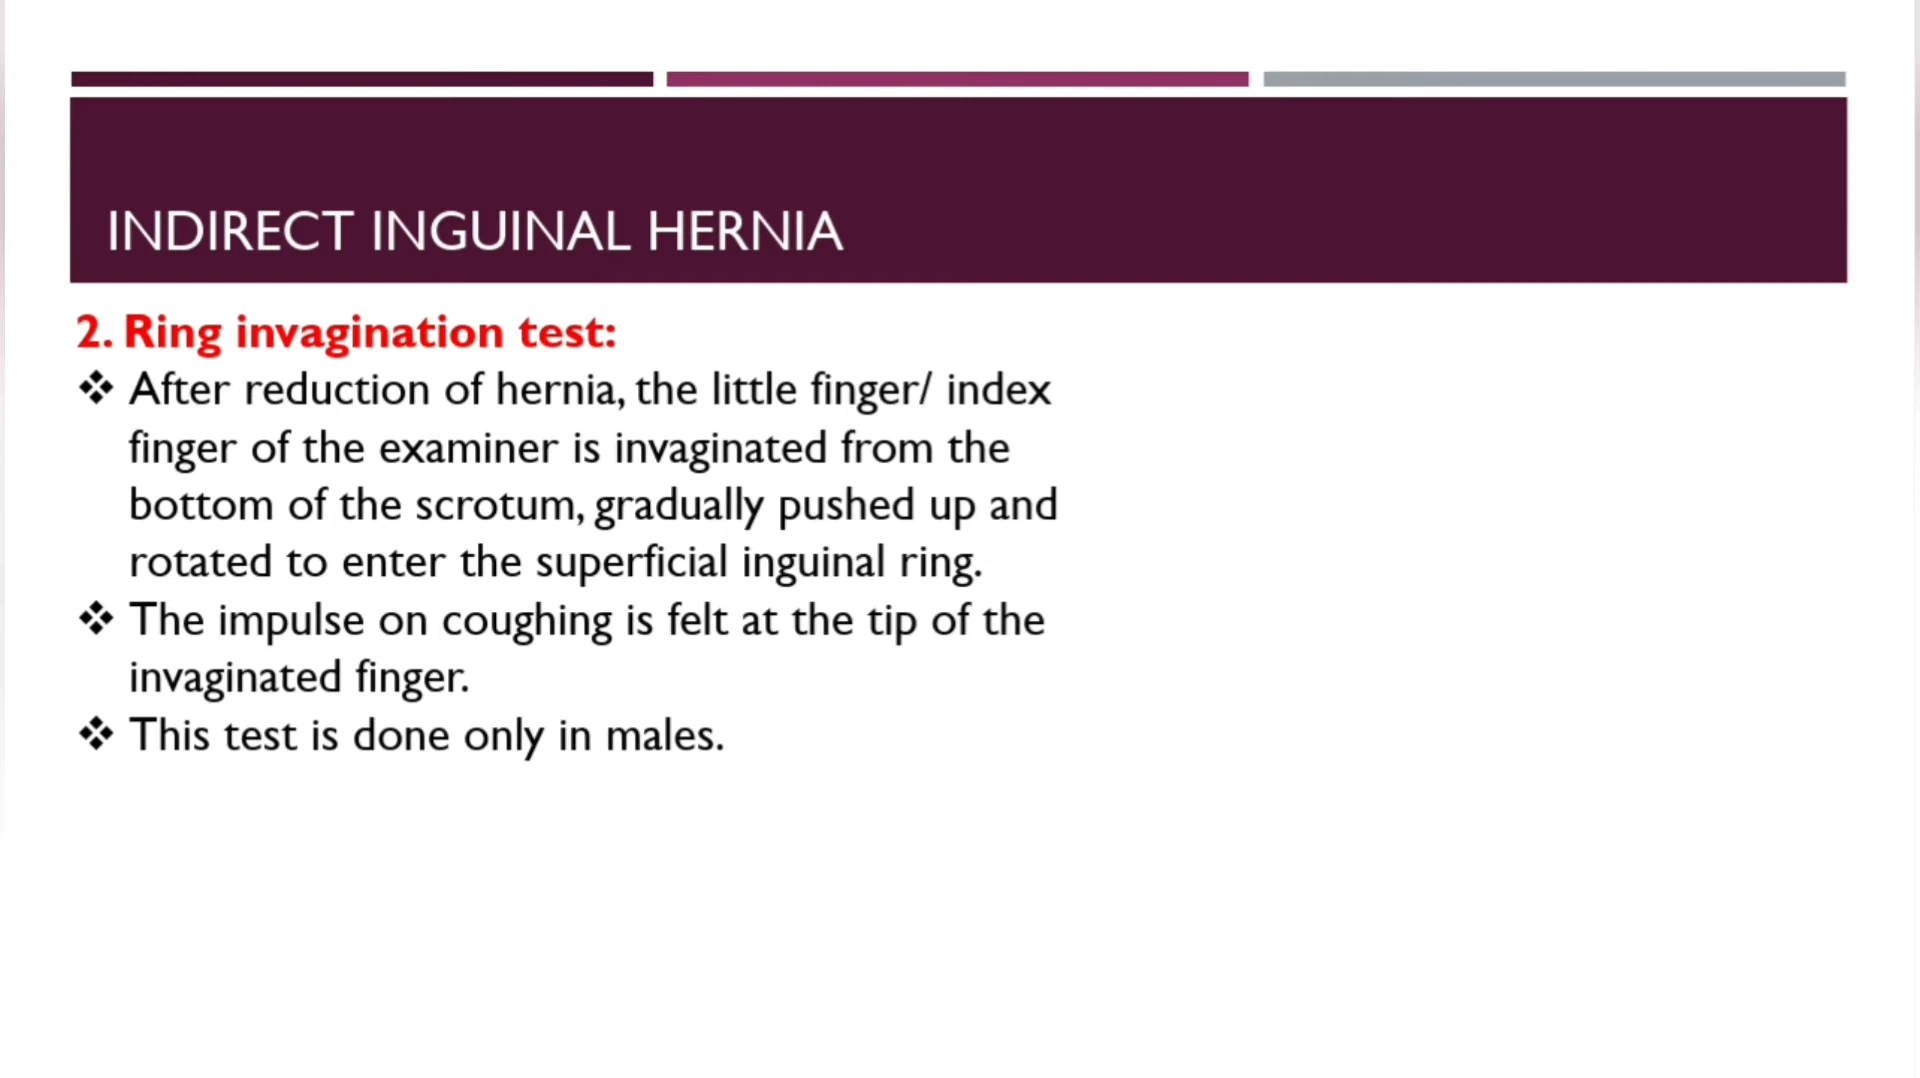 INDIRECT INGUINAL HERNIA
2. Ring invagination test:
❖ After reduction of hernia, the little finger/ index
finger of the examiner is invaginated from the
bottom of the scrotum, gradually pushed up and
rotated to enter the superficial inguinal ring.
❖ The impulse on coughing is felt at the tip of the
invaginated finger.
❖ This test is done only in males.